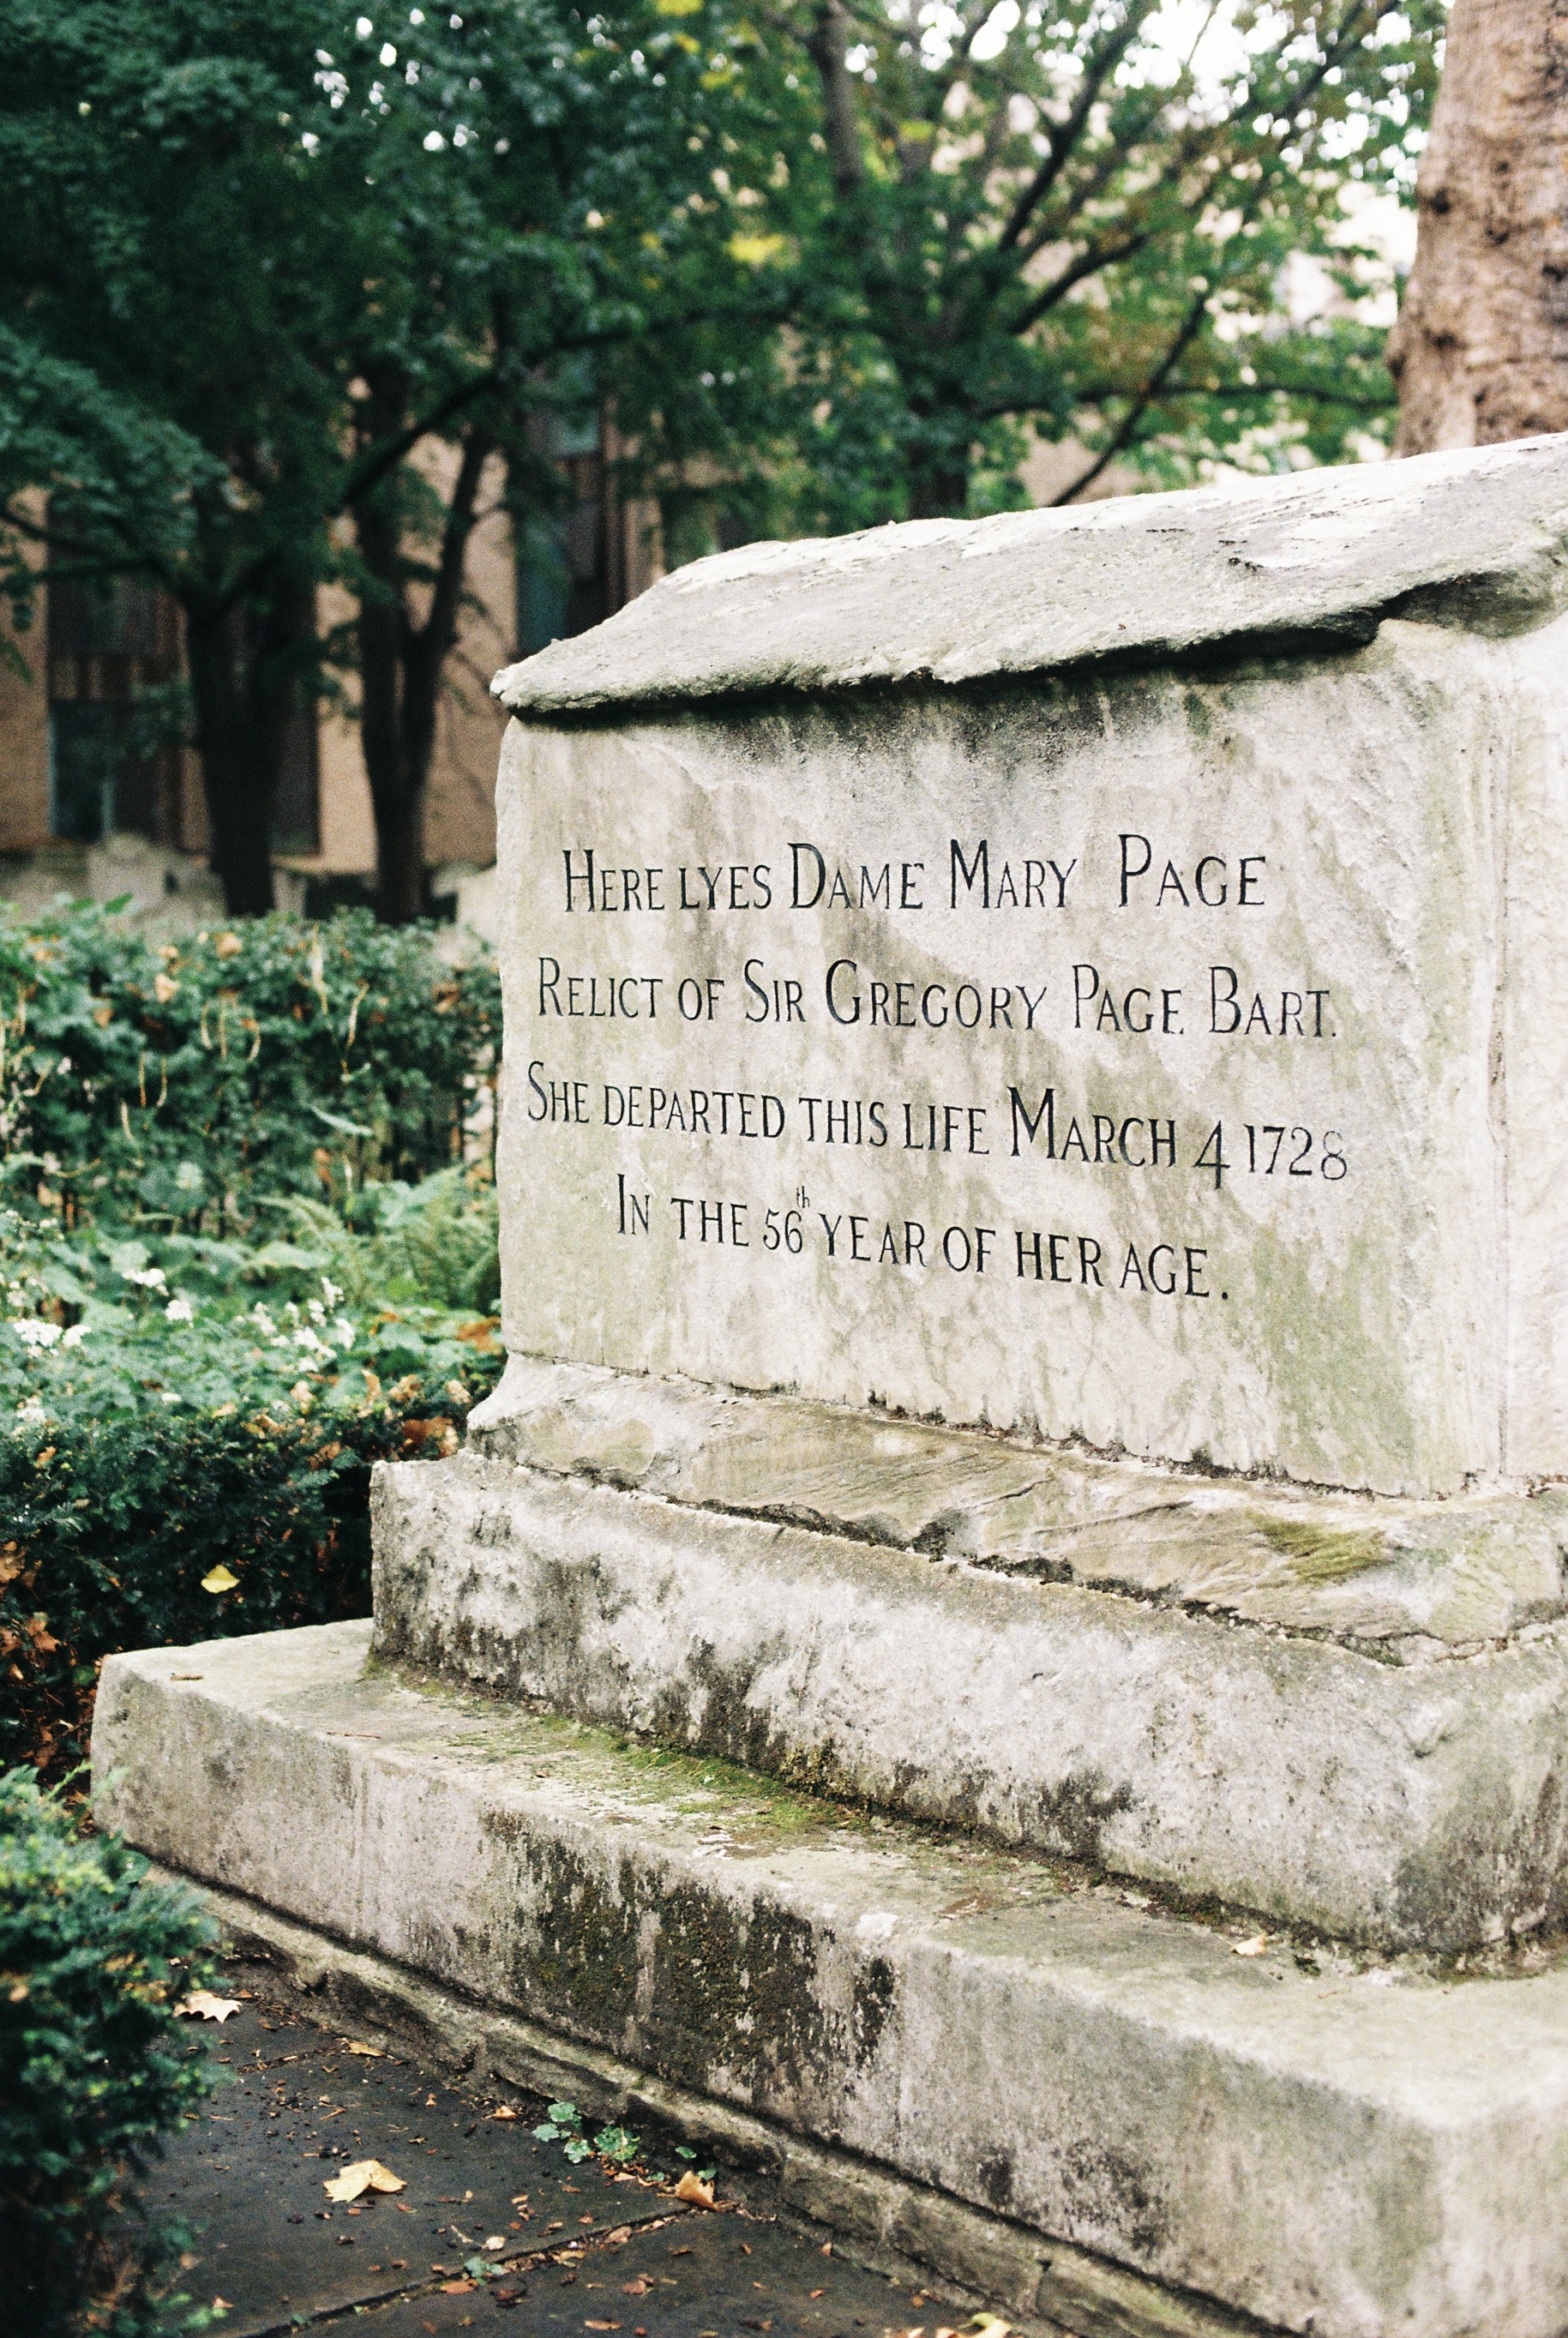 HERE LYES DAME MARY PAGE
RELICT OF SIR GREGORY PAGE BART.
SHE DEPARTED THIS LIFE MARCH 4 1728
IN THE 56th YEAR OF HER AGE.